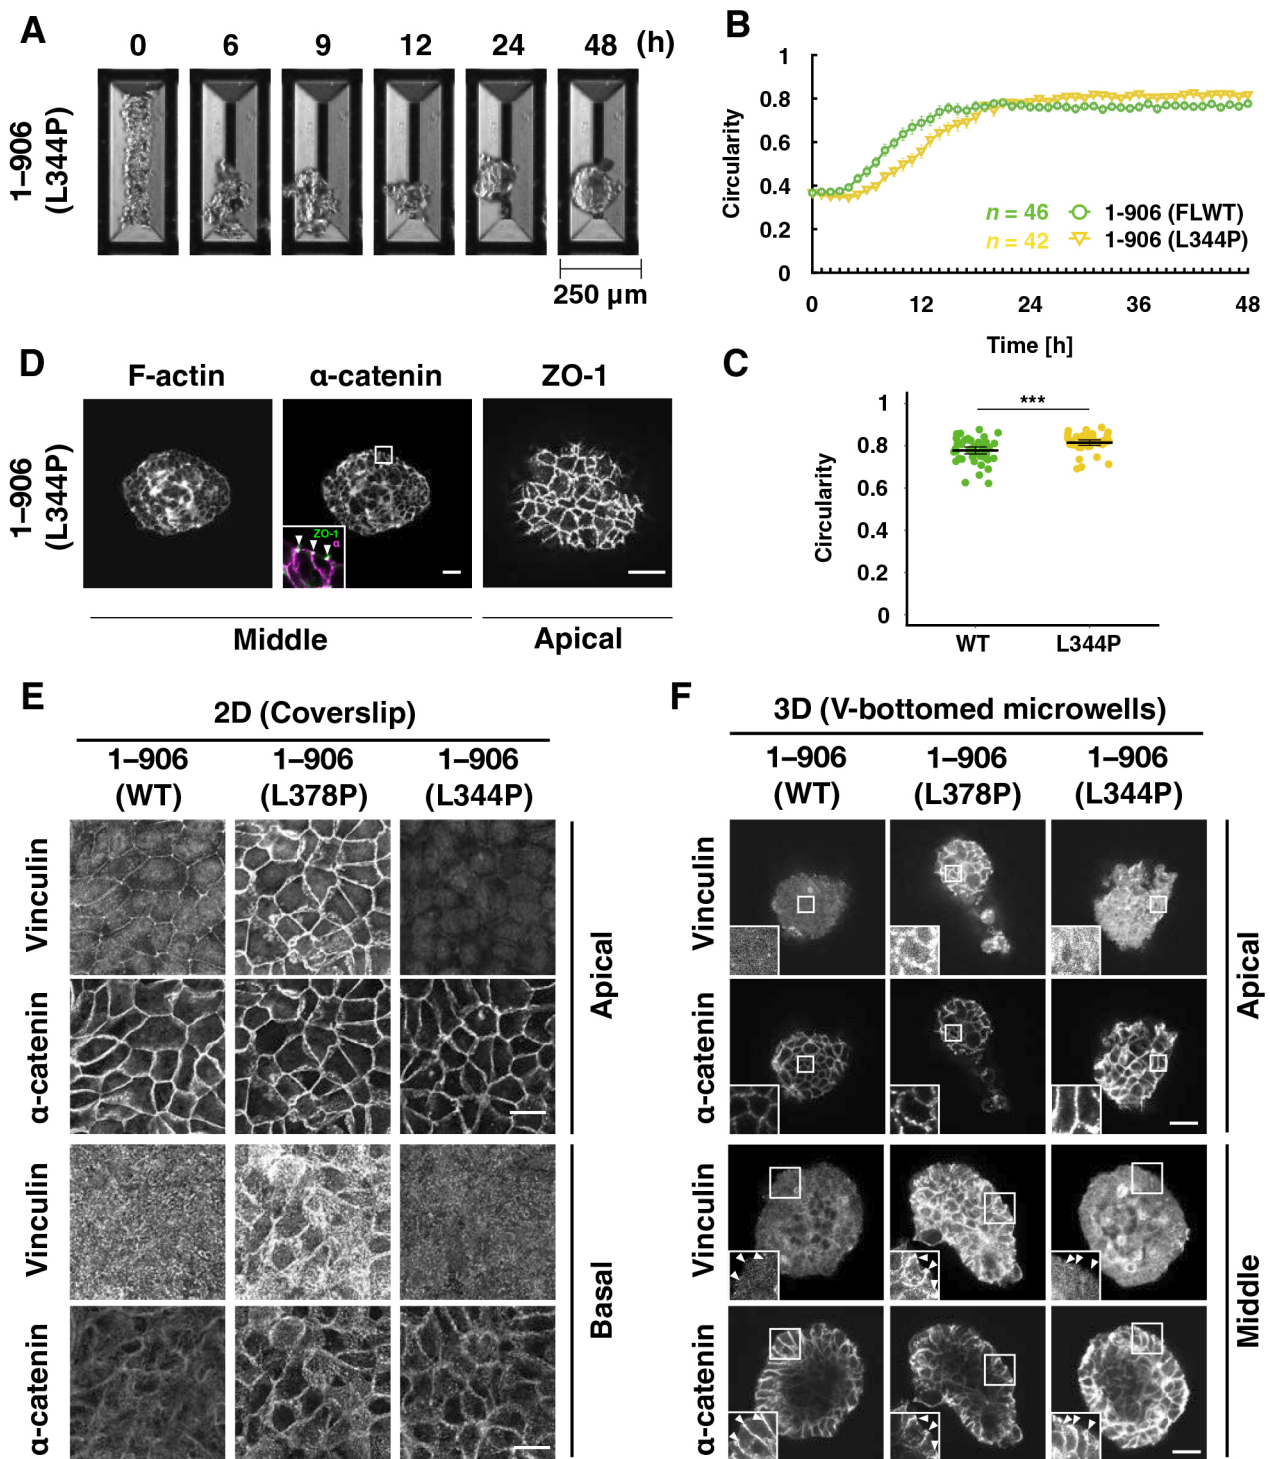 A
0 6 9 12 24 48 (h)
1–906
(L344P)
250 µm
B
1
0.8
0.6
0.4
0.2
0
Circularity
n = 46 1-906 (FLWT)
n = 42 1-906 (L344P)
0 12 24 36 48
Time [h]
C
1
0.8
0.6
0.4
0.2
0
Circularity
***
WT L344P
D
F-actin α-catenin ZO-1
1–906
(L344P)
ZO-1
α
Middle Apical
E
2D (Coverslip)
1–906 1–906 1–906
(WT) (L378P) (L344P)
Vinculin
α-catenin
Apical
Vinculin
α-catenin
Basal
F
3D (V-bottomed microwells)
1–906 1–906 1–906
(WT) (L378P) (L344P)
Vinculin
α-catenin
Apical
Vinculin
α-catenin
Middle